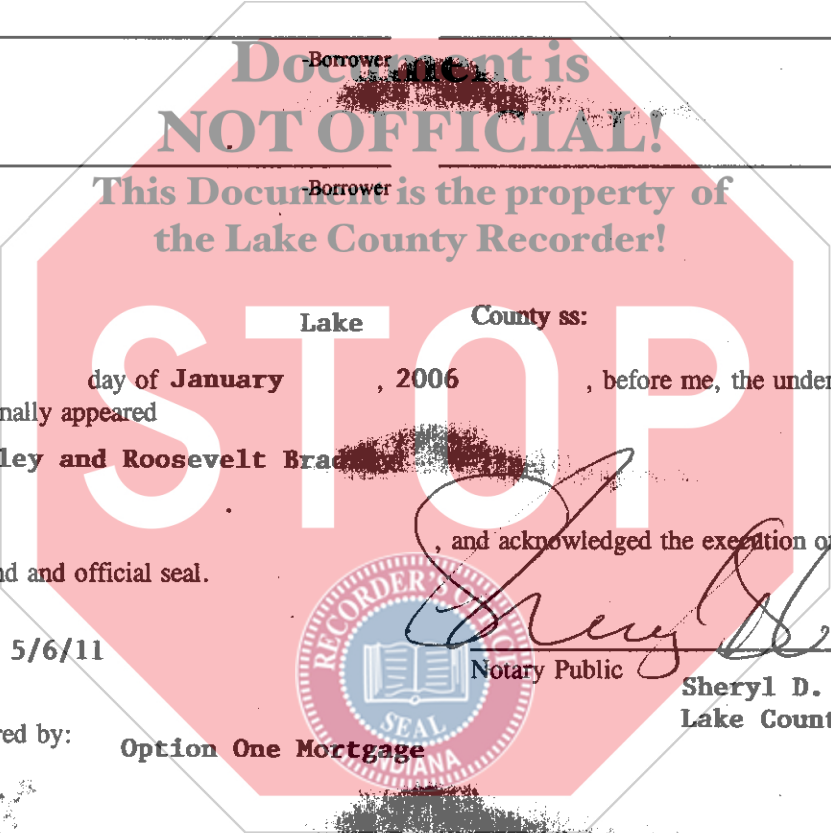 -Borrower
Document is
NOT OFFICIAL!
-Borrower
This Document is the property of
the Lake County Recorder!
STOP
Lake County ss:
day of January , 2006 , before me, the under
nally appeared
ley and Roosevelt
, and acknowledged the execution o
nd and official seal.
RECORDER'S OFFICE
SEAL
INDIANA
5/6/11
Notary Public
Sheryl D.
Lake Count
red by: Option One Mortgage